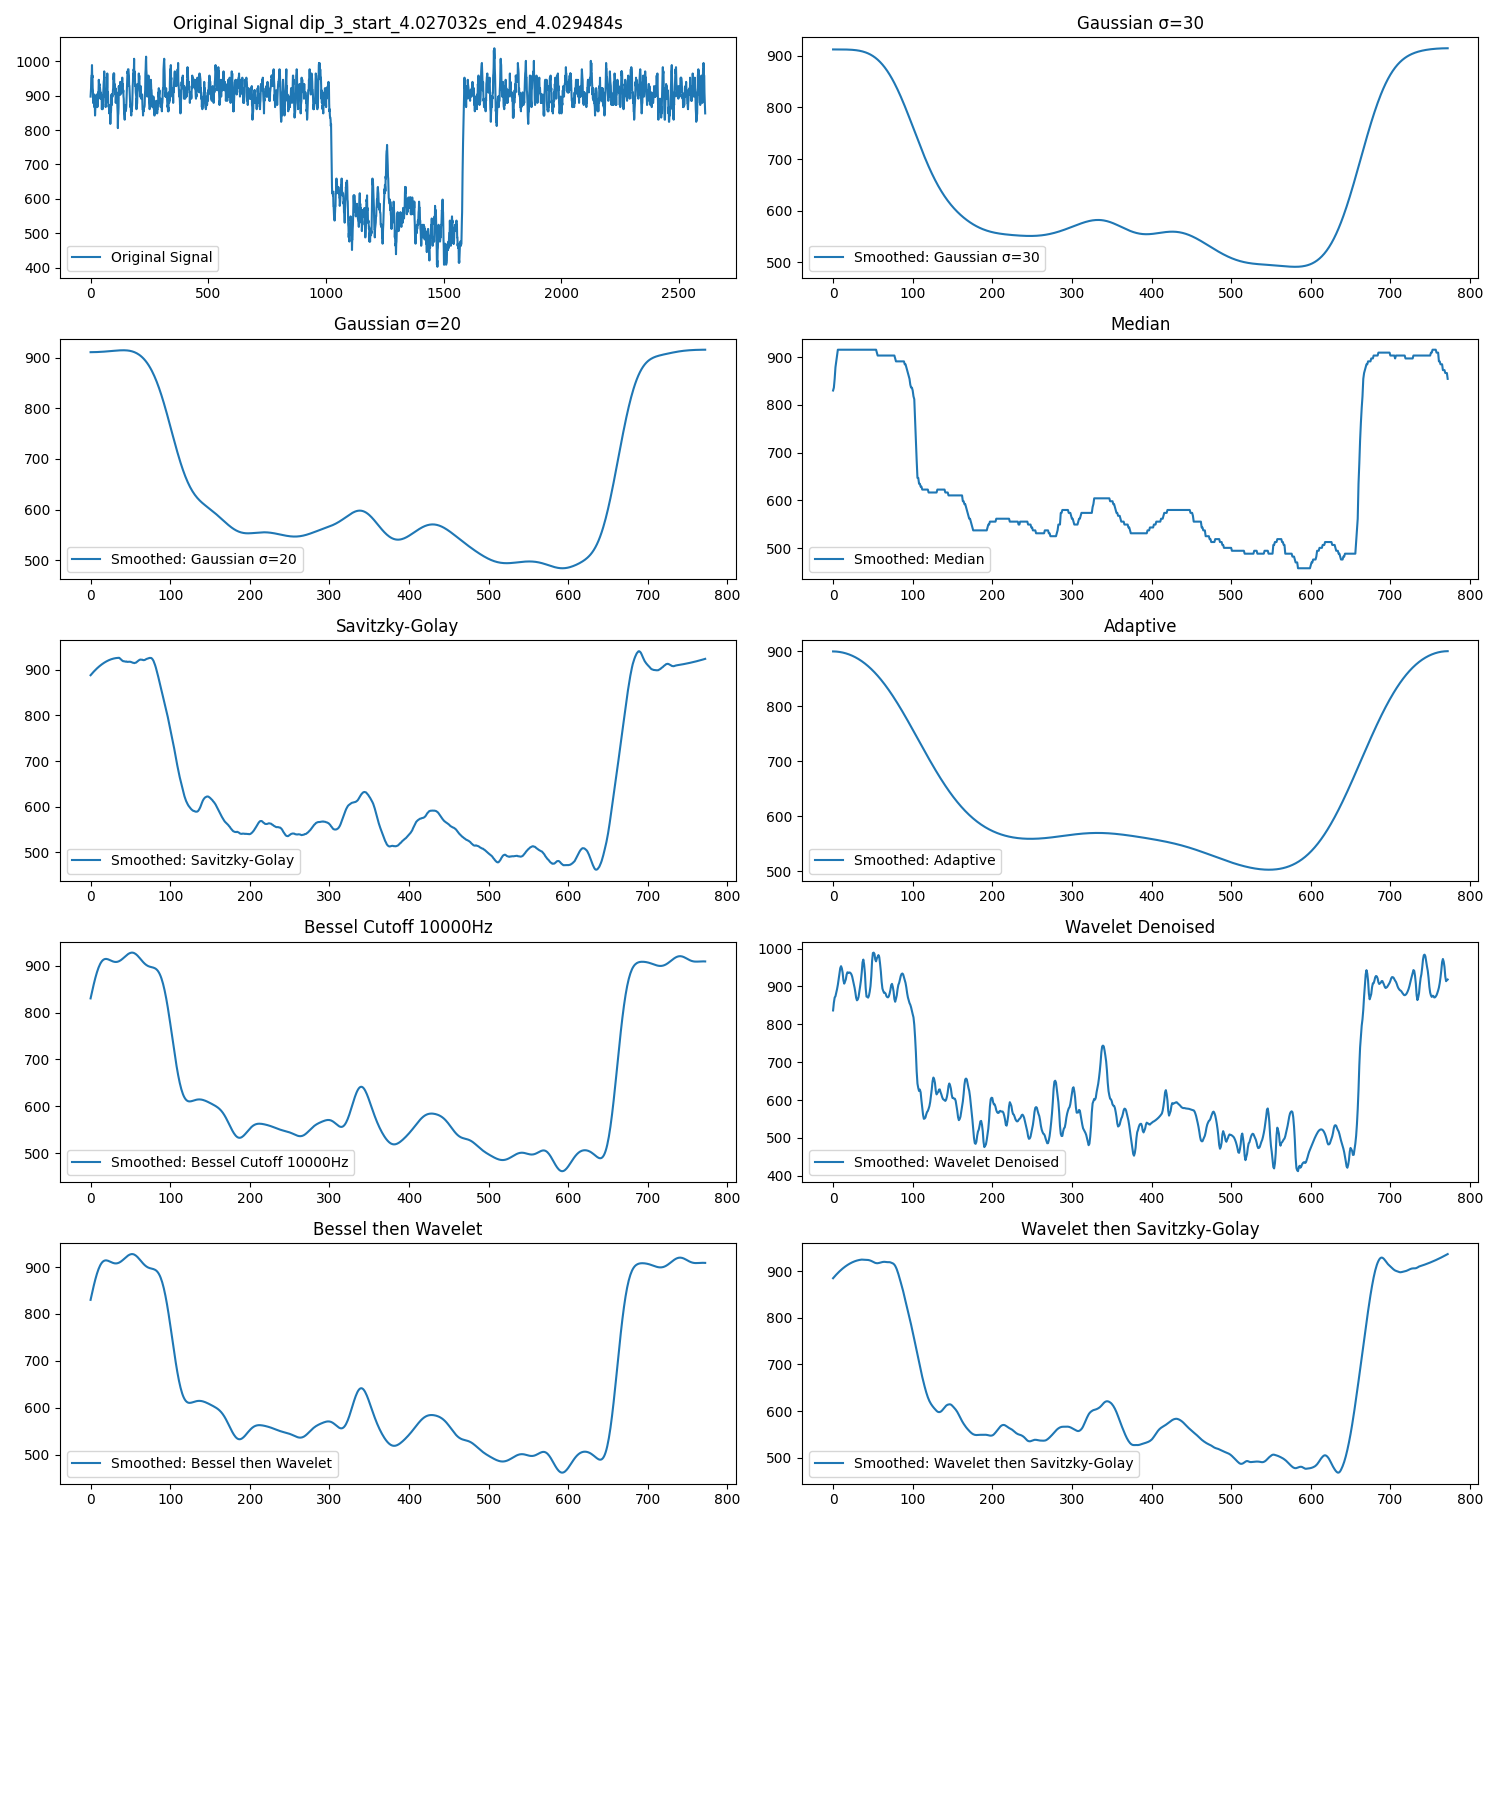 Original Signal dip_3_start_4.027032s_end_4.029484s
1000
900
800
700
600
500
400
Original Signal
0 500 1000 1500 2000 2500
Gaussian σ=30
900
800
700
600
500
Smoothed: Gaussian σ=30
0 100 200 300 400 500 600 700 800
Gaussian σ=20
900
800
700
600
500
Smoothed: Gaussian σ=20
0 100 200 300 400 500 600 700 800
Median
900
800
700
600
500
Smoothed: Median
0 100 200 300 400 500 600 700 800
Savitzky-Golay
900
800
700
600
500
Smoothed: Savitzky-Golay
0 100 200 300 400 500 600 700 800
Adaptive
900
800
700
600
500
Smoothed: Adaptive
0 100 200 300 400 500 600 700 800
Bessel Cutoff 10000Hz
900
800
700
600
500
Smoothed: Bessel Cutoff 10000Hz
0 100 200 300 400 500 600 700 800
Wavelet Denoised
1000
900
800
700
600
500
400
Smoothed: Wavelet Denoised
0 100 200 300 400 500 600 700 800
Bessel then Wavelet
900
800
700
600
500
Smoothed: Bessel then Wavelet
0 100 200 300 400 500 600 700 800
Wavelet then Savitzky-Golay
900
800
700
600
500
Smoothed: Wavelet then Savitzky-Golay
0 100 200 300 400 500 600 700 800